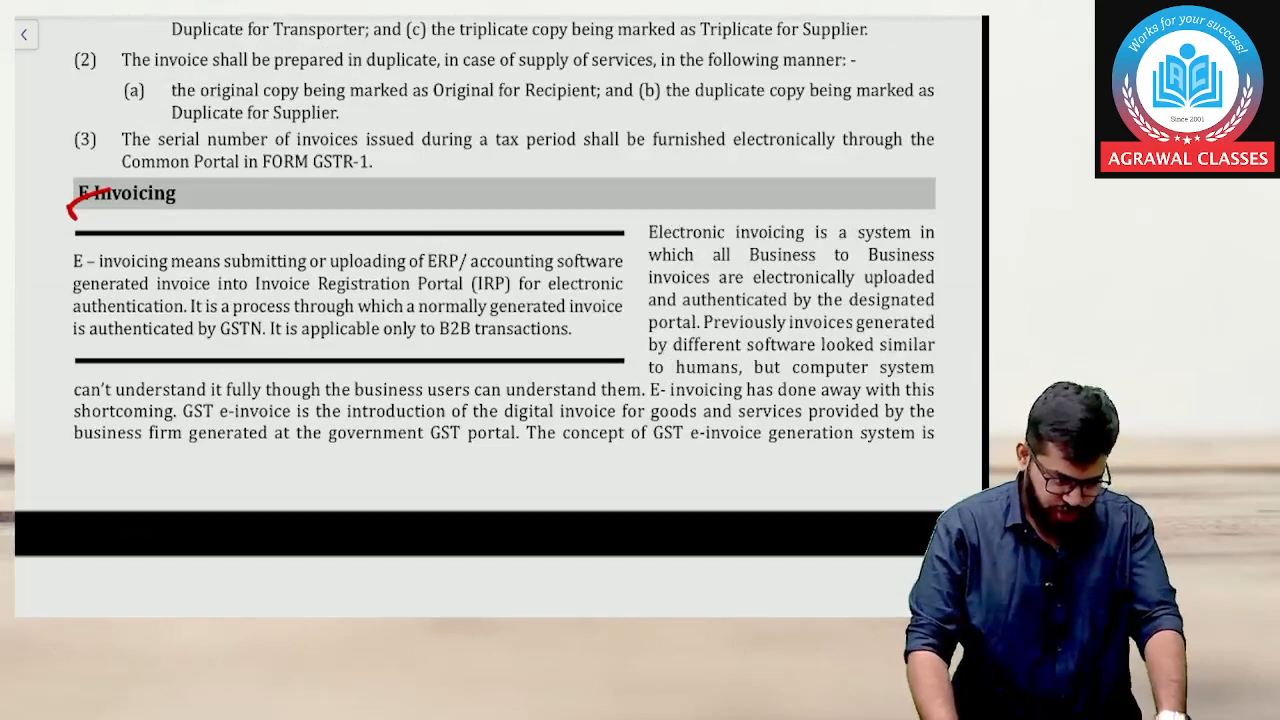 Duplicate for Transporter; and (c) the triplicate copy being marked as Triplicate for Supplier.
(2) The invoice shall be prepared in duplicate, in case of supply of services, in the following manner: -
(a) the original copy being marked as Original for Recipient; and (b) the duplicate copy being marked as
Duplicate for Supplier.
(3) The serial number of invoices issued during a tax period shall be furnished electronically through the
Common Portal in FORM GSTR-1.
E Invoicing
E – invoicing means submitting or uploading of ERP/ accounting software
generated invoice into Invoice Registration Portal (IRP) for electronic
authentication. It is a process through which a normally generated invoice
is authenticated by GSTN. It is applicable only to B2B transactions.
Electronic invoicing is a system in
which all Business to Business
invoices are electronically uploaded
and authenticated by the designated
portal. Previously invoices generated
by different software looked similar
to humans, but computer system
can't understand it fully though the business users can understand them. E- invoicing has done away with this
shortcoming. GST e-invoice is the introduction of the digital invoice for goods and services provided by the
business firm generated at the government GST portal. The concept of GST e-invoice generation system is
Works for your success!
AC
Since 2001
AGRAWAL CLASSES